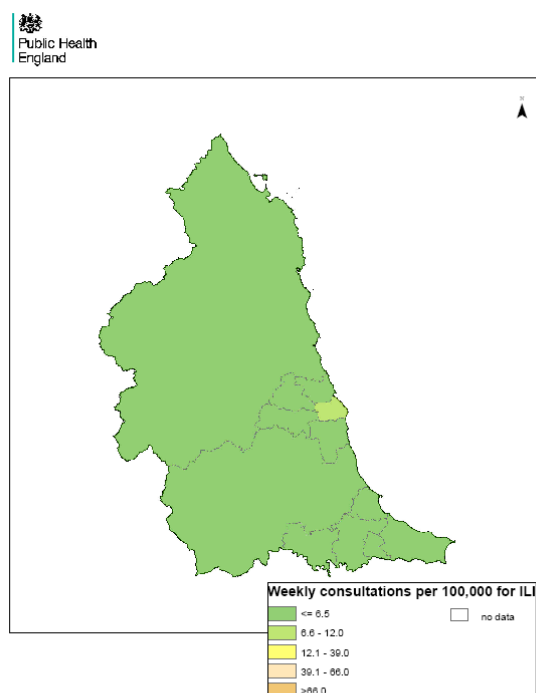 Public Health
England
N
Weekly consultations per 100,000 for ILI
<= 6.5
no data
6.6 - 12.0
12.1 - 39.0
39.1 - 66.0
>66.0